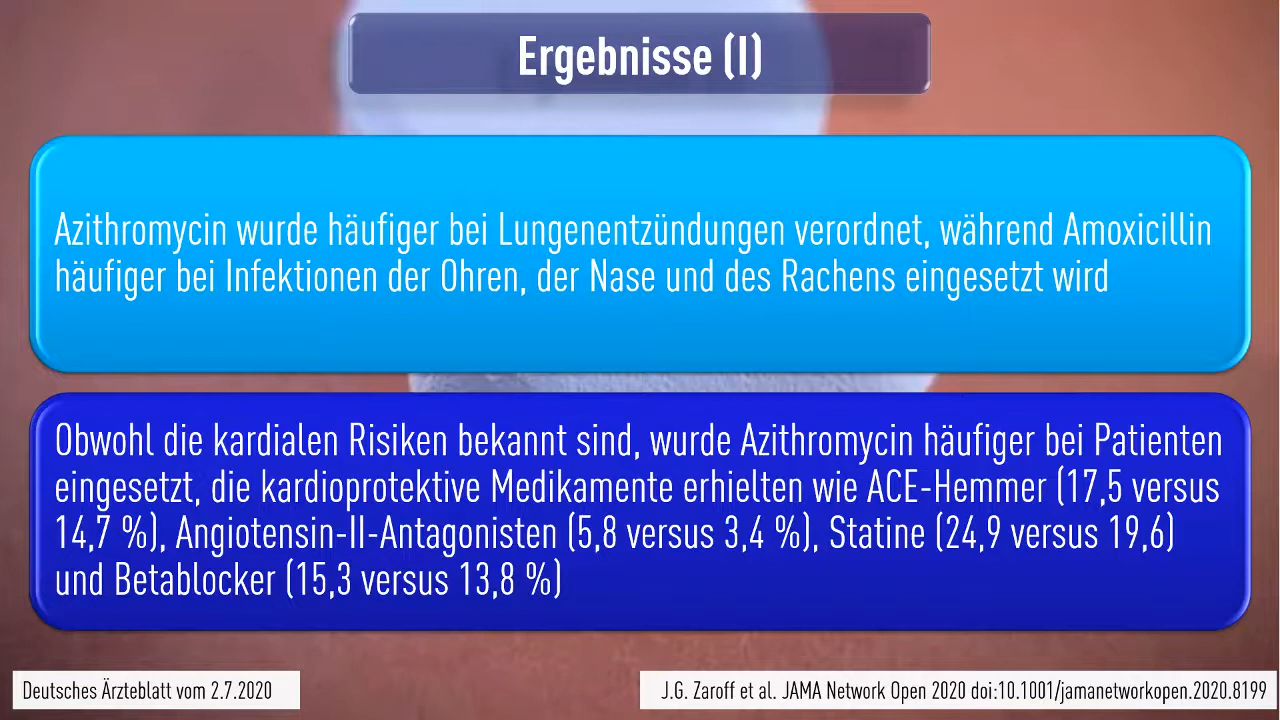 Ergebnisse (I)
Azithromycin wurde häufiger bei Lungenentzündungen verordnet, während Amoxicillin
häufiger bei Infektionen der Ohren, der Nase und des Rachens eingesetzt wird
Obwohl die kardialen Risiken bekannt sind, wurde Azithromycin häufiger bei Patienten
eingesetzt, die kardioprotektive Medikamente erhielten wie ACE-Hemmer (17,5 versus
14,7 %), Angiotensin-II-Antagonisten (5,8 versus 3,4 %), Statine (24,9 versus 19,6)
und Betablocker (15,3 versus 13,8 %)
Deutsches Ärzteblatt vom 2.7.2020
J.G. Zaroff et al. JAMA Network Open 2020 doi:10.1001/jamanetworkopen.2020.8199